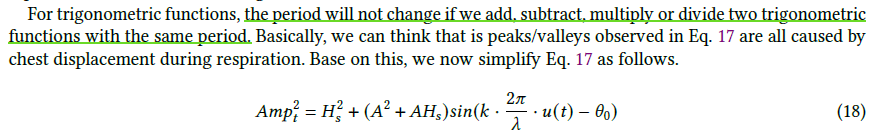 For trigonometric functions, the period will not change if we add, subtract, multiply or divide two trigonometric
functions with the same period. Basically, we can think that is peaks/valleys observed in Eq. 17 are all caused by
chest displacement during respiration. Base on this, we now simplify Eq. 17 as follows.
Amp_t^2 = H_s^2 + (A^2 + AH_s)sin(k · 2π/λ · u(t) − θ_0) (18)